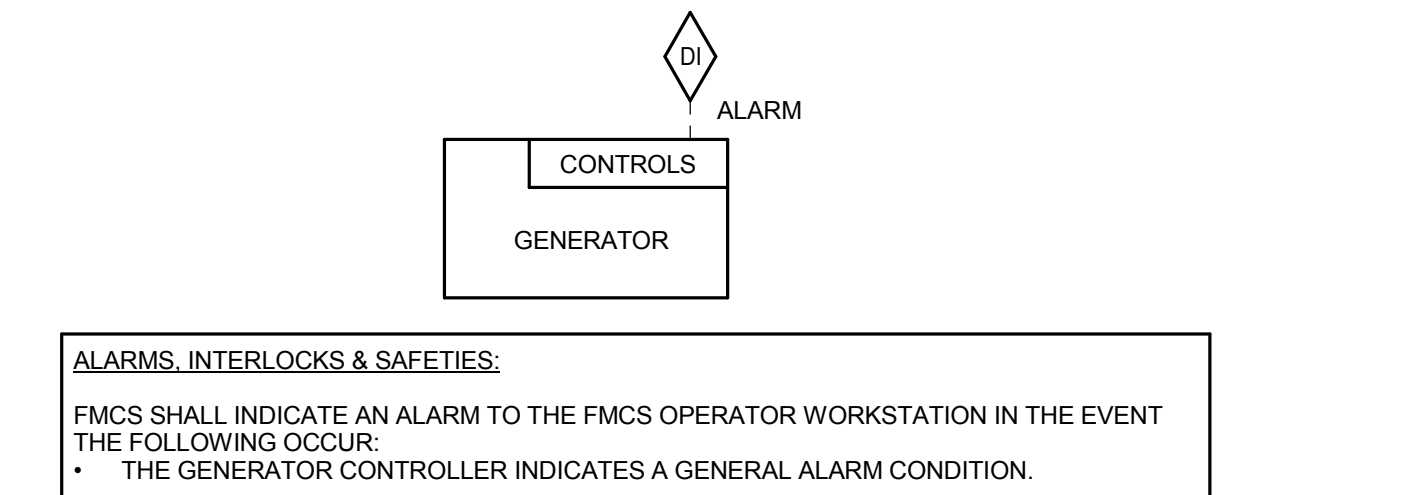 DI
ALARM
CONTROLS
GENERATOR
ALARMS, INTERLOCKS & SAFETIES:
FMCS SHALL INDICATE AN ALARM TO THE FMCS OPERATOR WORKSTATION IN THE EVENT
THE FOLLOWING OCCUR:
• THE GENERATOR CONTROLLER INDICATES A GENERAL ALARM CONDITION.